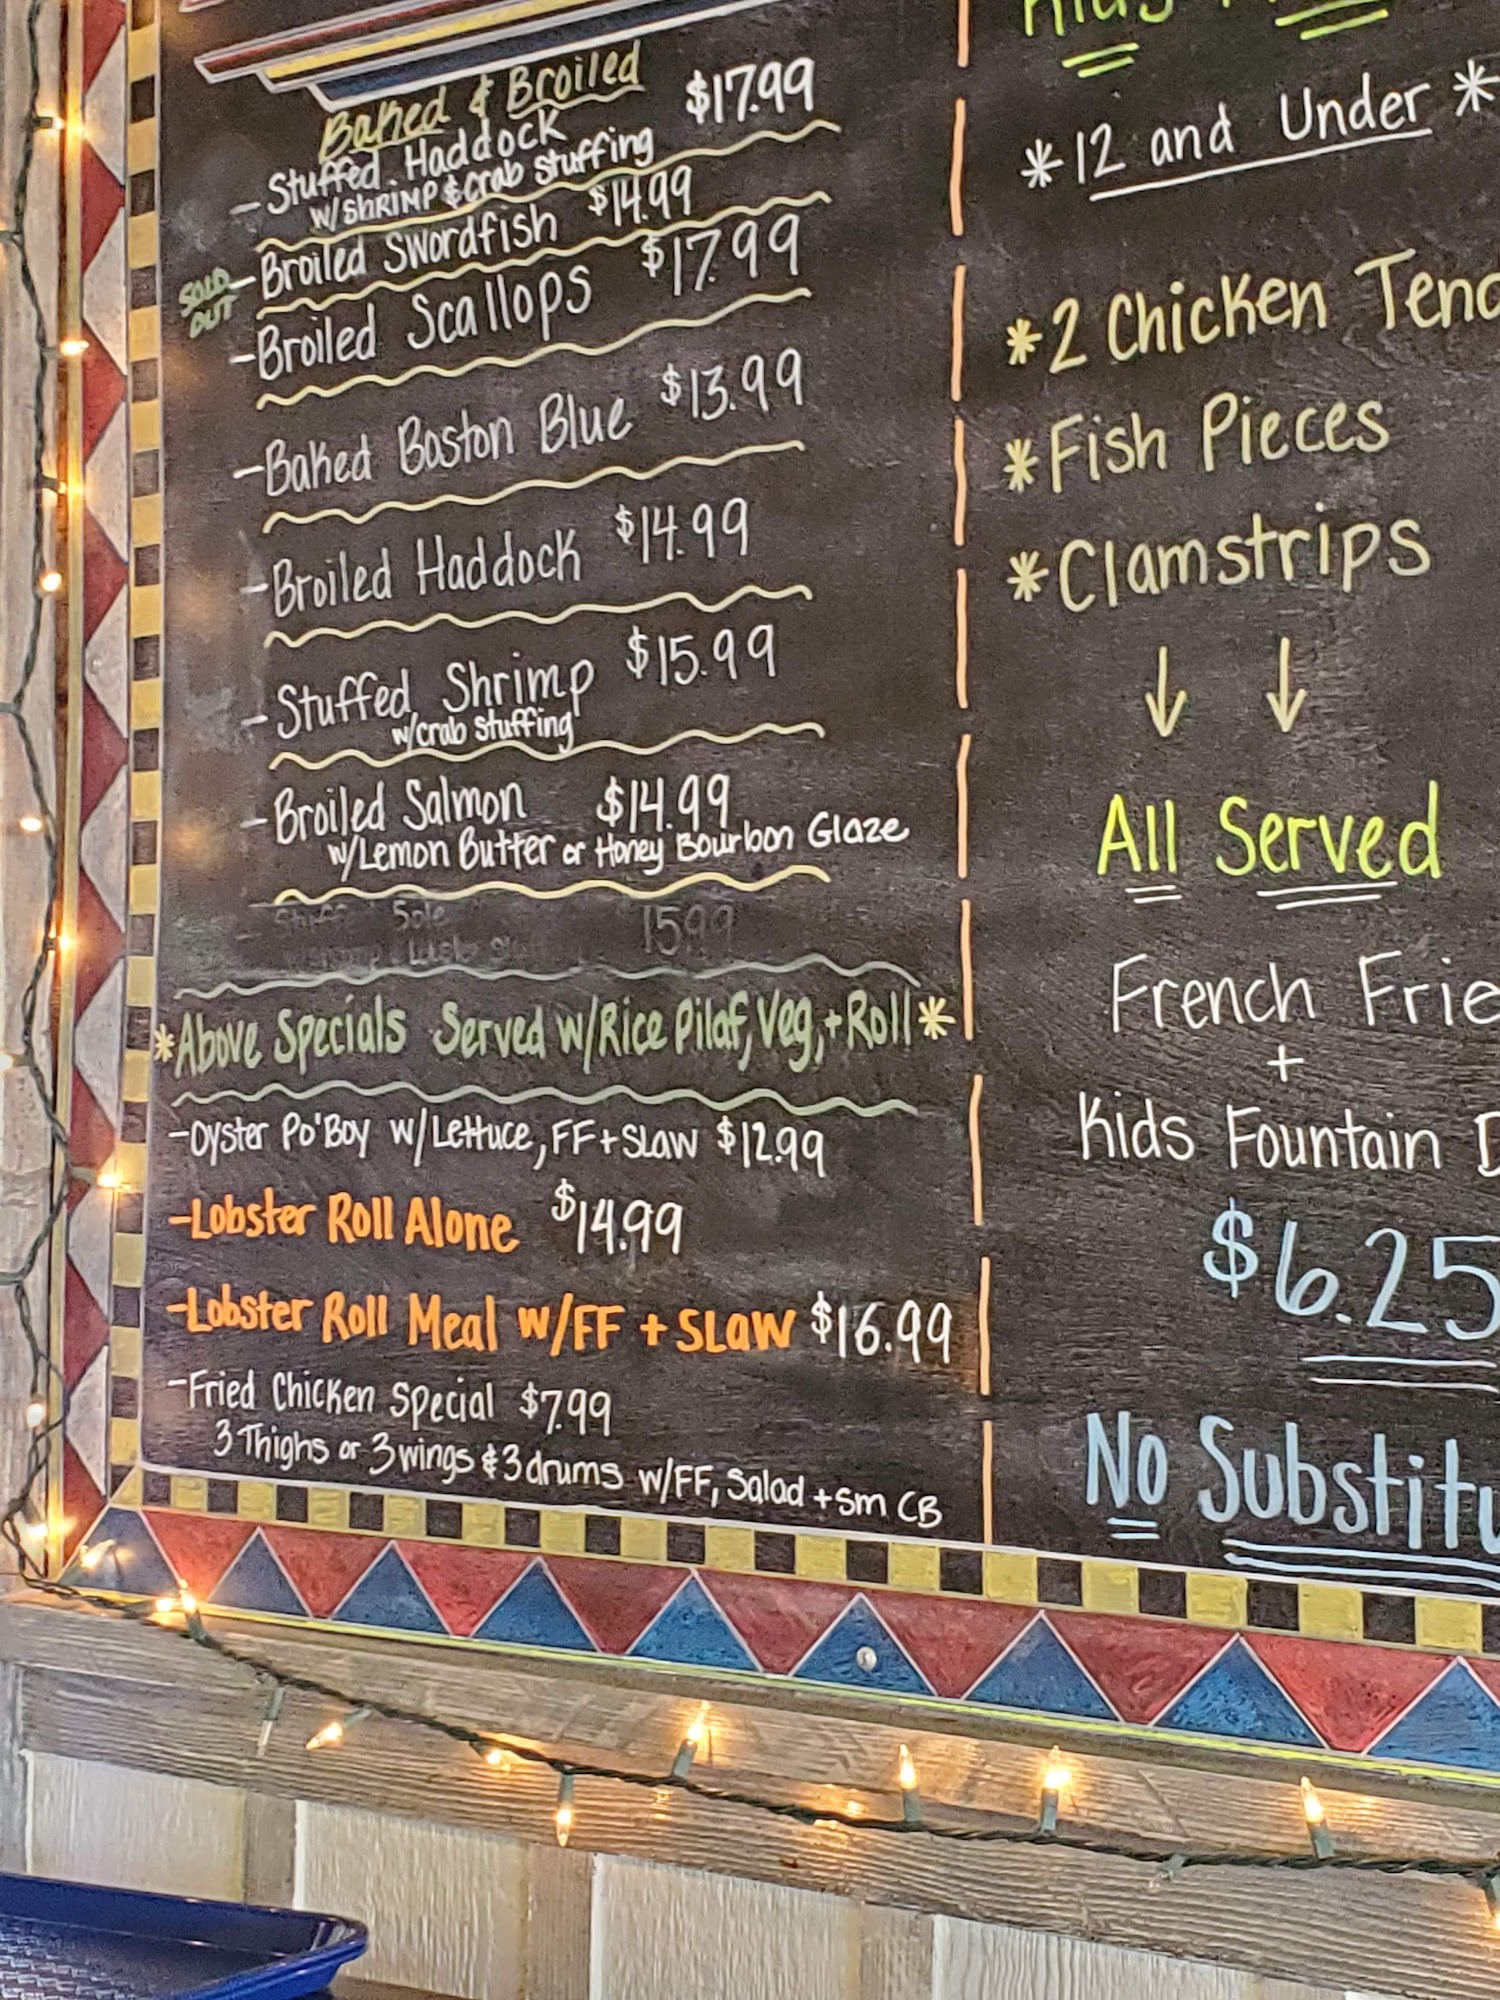 Baked & Broiled
- Stuffed Haddock $17.99
w/ SHRIMP & Crab Stuffing
SOLD OUT
- Broiled Swordfish $14.99
- Broiled Scallops $17.99
- Baked Boston Blue $13.99
- Broiled Haddock $14.99
- Stuffed Shrimp $15.99
w/crab stuffing
- Broiled Salmon $14.99
w/Lemon Butter or Honey Bourbon Glaze
Sole 1599
*Above Specials Served w/Rice Pilaf, Veg, + Roll*
- Oyster Po'Boy w/Lettuce, FF + SLAW $12.99
- Lobster Roll Alone $14.99
- Lobster Roll Meal w/FF + SLAW $16.99
- Fried Chicken Special $7.99
3 Thighs or 3 wings & 3 drums w/FF, Salad + sm CB
*12 and Under*
*2 Chicken
*Fish Pieces
*Clamstrips
↓ ↓
All Served
French
+
Kids Fountain
$6.25
No